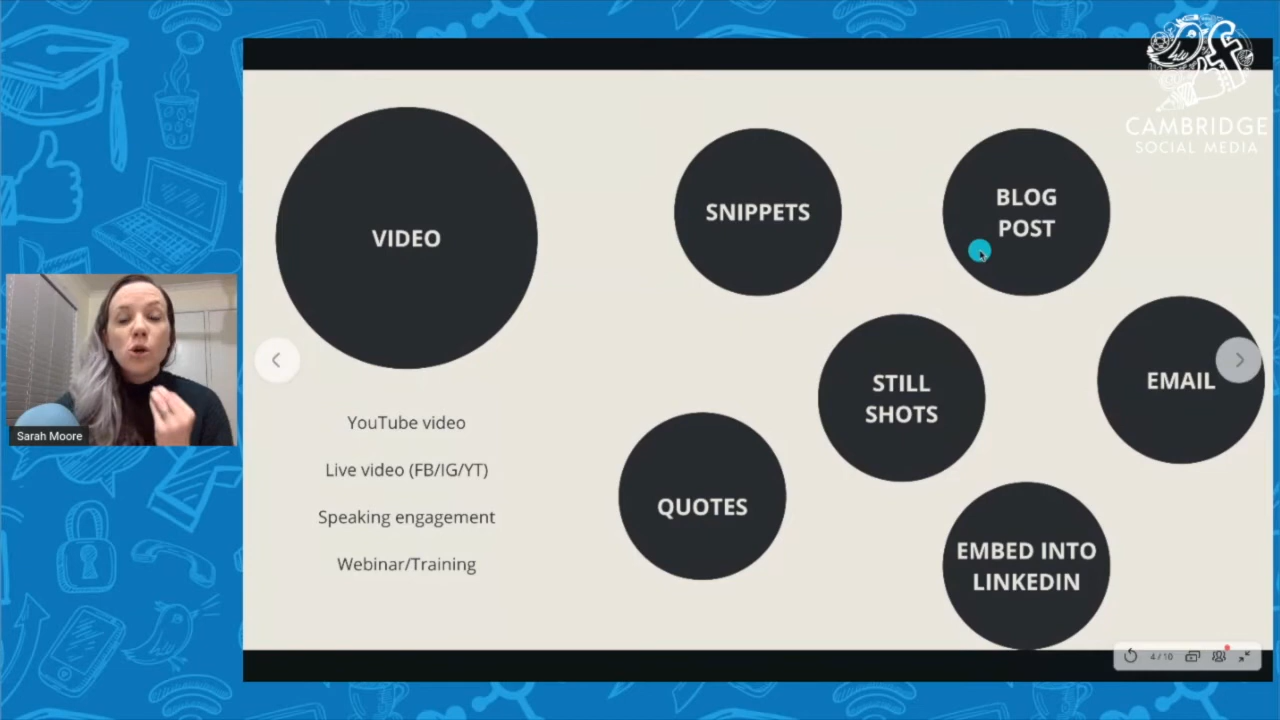 CAMBRIDGE
SOCIAL MEDIA
VIDEO
YouTube video
Live video (FB/IG/YT)
Speaking engagement
Webinar/Training
SNIPPETS
BLOG
POST
STILL
SHOTS
EMAIL
QUOTES
EMBED INTO
LINKEDIN
Sarah Moore
4/10